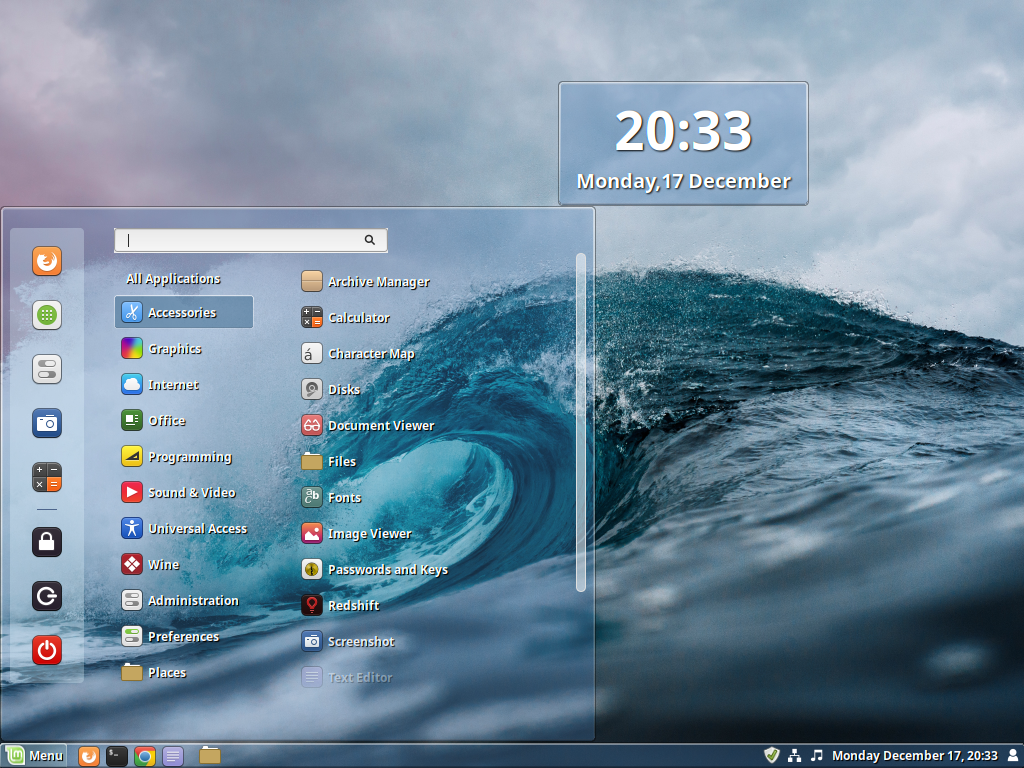 20:33
Monday,17 December
All Applications
Accessories
Graphics
Internet
Office
Programming
Sound & Video
Universal Access
Wine
Administration
Preferences
Places
Archive Manager
Calculator
á
Character Map
Disks
Document Viewer
Files
Fonts
Image Viewer
Passwords and Keys
Redshift
Screenshot
Text Editor
Menu
Monday December 17, 20:33